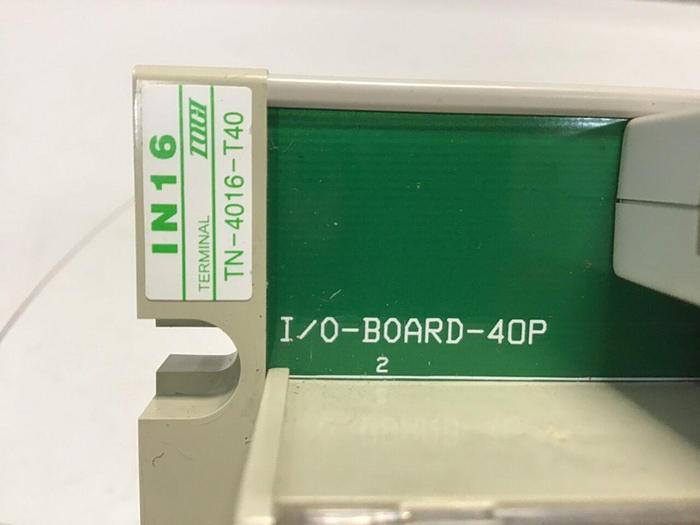 IN16
TOGI
TERMINAL
TN-4016-T40
I/O-BOARD-40P
2